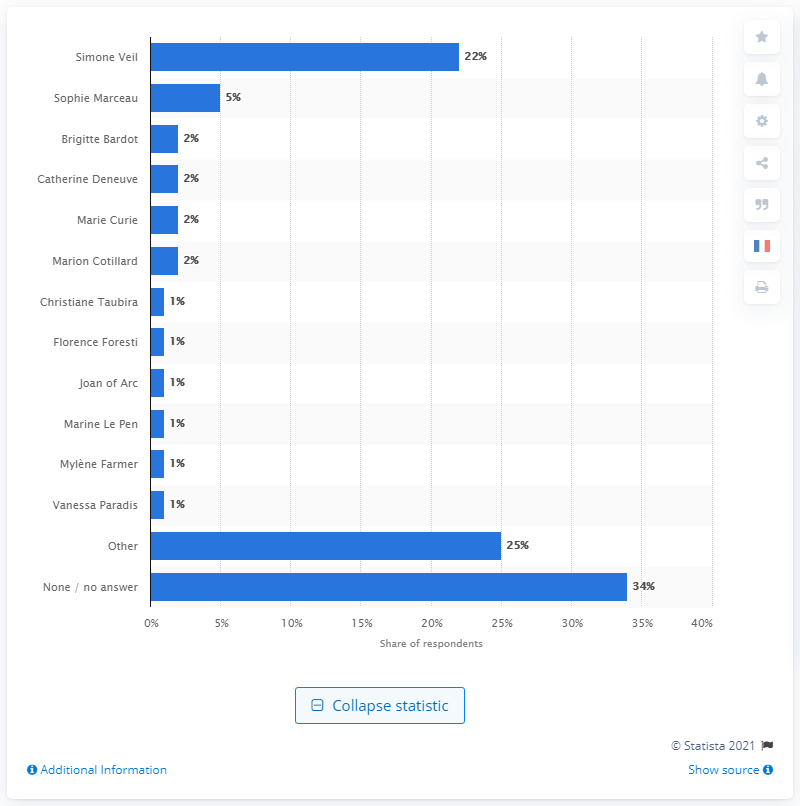 Simone Veil 22%
Sophie Marceau 5%
Brigitte Bardot 2%
Catherine Deneuve 2%
Marie Curie 2%
Marion Cotillard 2%
Christiane Taubira 1%
Florence Foresti 1%
Joan of Arc 1%
Marine Le Pen 1%
Mylène Farmer 1%
Vanessa Paradis 1%
Other 25%
None / no answer 34%
0% 5% 10% 15% 20% 25% 30% 35% 40%
Share of respondents
Collapse statistic
© Statista 2021
Additional Information Show source